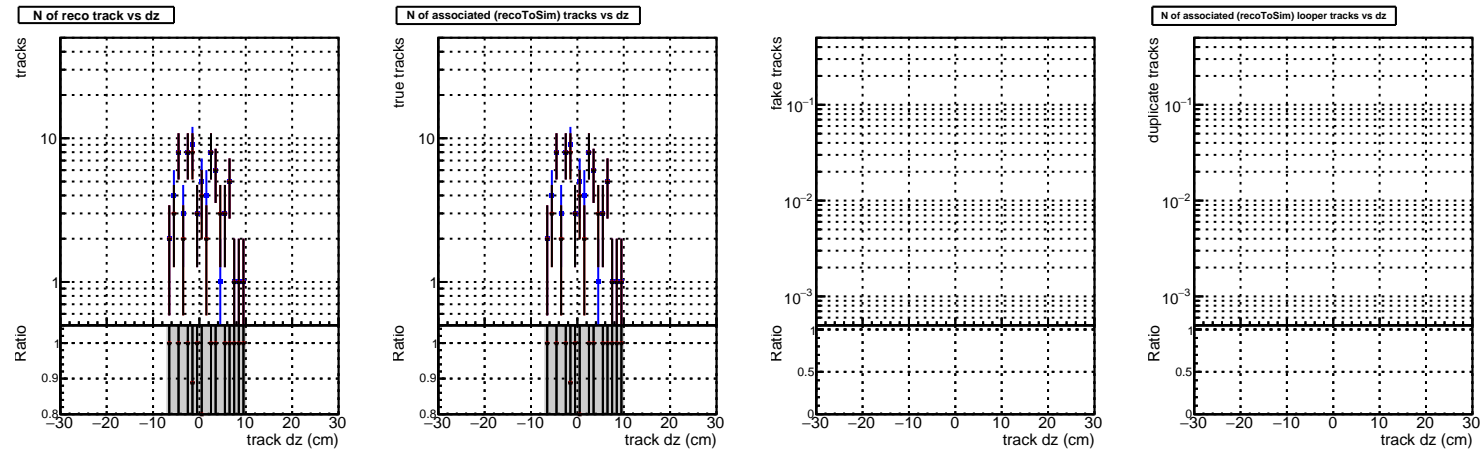 N of reco track vs dz
tracks
10
1
Ratio
1
0.9
0.8
−30 −20 −10 0 10 20 30
track dz (cm)
N of associated (recoToSim) tracks vs dz
true tracks
10
1
Ratio
1
0.9
0.8
−30 −20 −10 0 10 20 30
track dz (cm)
fake tracks
10−1
10−2
10−3
Ratio
1
0.5
0
−30 −20 −10 0 10 20 30
track dz (cm)
N of associated (recoToSim) looper tracks vs dz
duplicate tracks
10−1
10−2
10−3
Ratio
1
0.5
0
−30 −20 −10 0 10 20 30
track dz (cm)